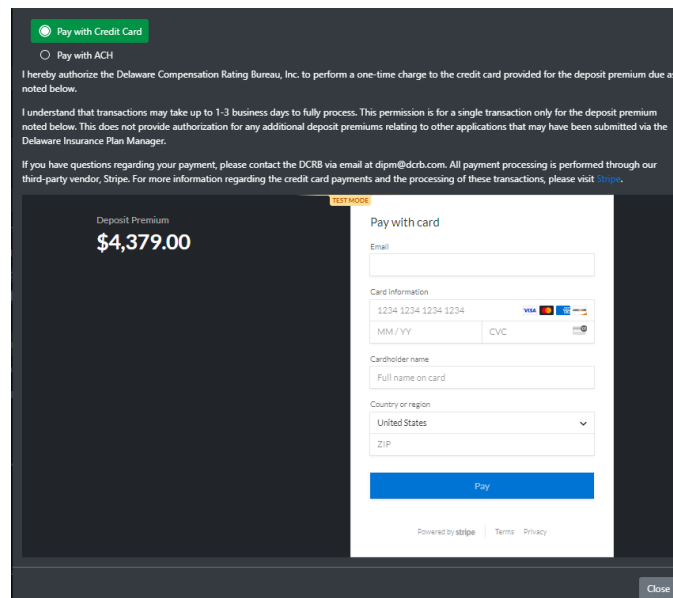 Pay with Credit Card
Pay with ACH
I hereby authorize the Delaware Compensation Rating Bureau, Inc. to perform a one-time charge to the credit card provided for the deposit premium due as
noted below.
I understand that transactions may take up to 1-3 business days to fully process. This permission is for a single transaction only for the deposit premium
noted below. This does not provide authorization for any additional deposit premiums relating to other applications that may have been submitted via the
Delaware Insurance Plan Manager.
If you have questions regarding your payment, please contact the DCRB via email at dipm@dcrb.com. All payment processing is performed through our
third-party vendor, Stripe. For more information regarding the credit card payments and the processing of these transactions, please visit Stripe.
TEST MODE
Deposit Premium
$4,379.00
Pay with card
Email
Card information
1234 1234 1234 1234 VISA
MM / YY CVC
Cardholder name
Full name on card
Country or region
United States
ZIP
Pay
Powered by stripe Terms Privacy
Close